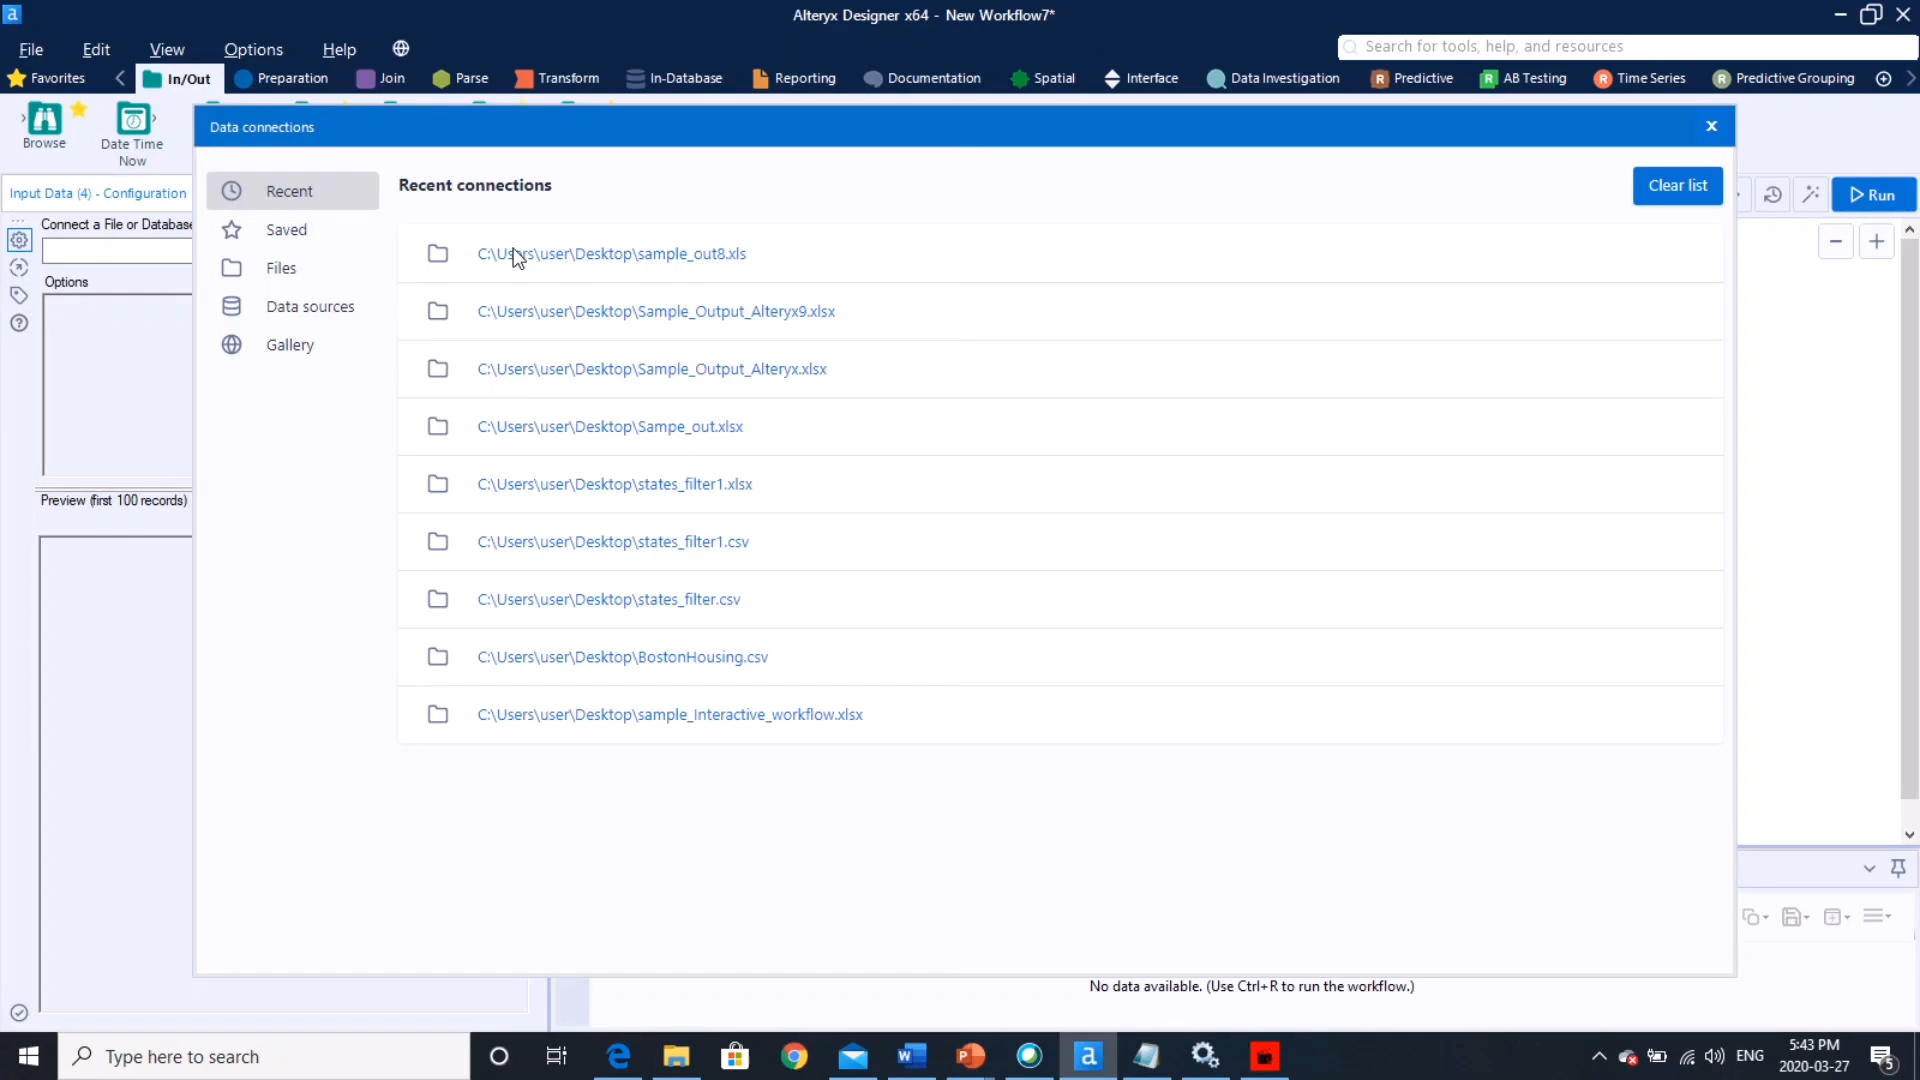 a Alteryx Designer x64 - New Workflow7*
File Edit View Options Help Search for tools, help, and resources
Favorites In/Out Preparation Join Parse Transform In-Database Reporting Documentation Spatial Interface Data Investigation R Predictive R AB Testing R Time Series R Predictive Grouping
Browse
Date Time
Now
Data connections
Input Data (4) - Configuration
Run
Connect a File or Database
Options
Preview (first 100 records)
Recent
Saved
Files
Data sources
Gallery
Recent connections
Clear list
C:\Users\user\Desktop\sample_out8.xls
C:\Users\user\Desktop\Sample_Output_Alteryx9.xlsx
C:\Users\user\Desktop\Sample_Output_Alteryx.xlsx
C:\Users\user\Desktop\Sampe_out.xlsx
C:\Users\user\Desktop\states_filter1.xlsx
C:\Users\user\Desktop\states_filter1.csv
C:\Users\user\Desktop\states_filter.csv
C:\Users\user\Desktop\BostonHousing.csv
C:\Users\user\Desktop\sample_Interactive_workflow.xlsx
No data available. (Use Ctrl+R to run the workflow.)
Type here to search
ENG
5:43 PM
2020-03-27
5